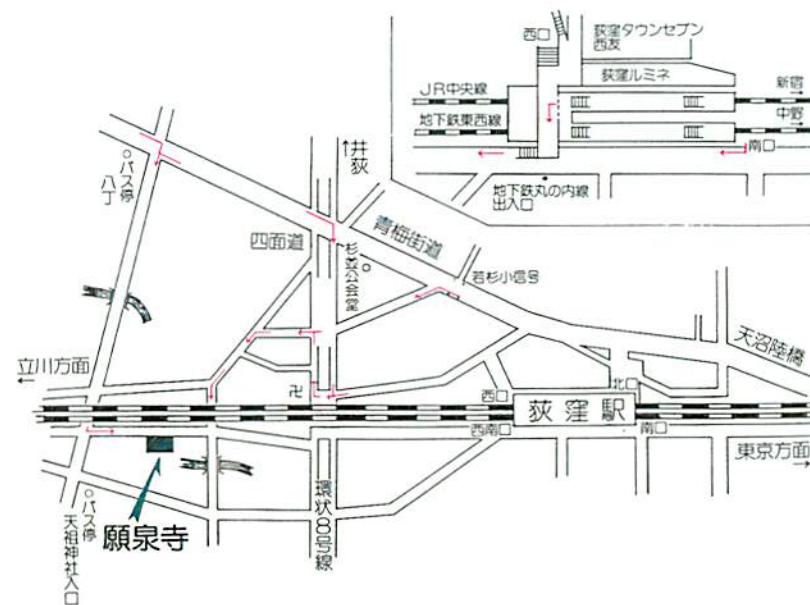 西口
荻窪タウンセブン
西友
荻窪ルミネ
JR中央線
新宿
地下鉄東西線
中野
南口
地下鉄丸の内線
出入口
バス停
八丁
井荻
四面道
青梅街道
杉並公会堂
若杉小信号
天沼陸橋
立川方面
卍
西口
北口
荻窪駅
西南口
南口
東京方面
バス停
天祖神社入口
願泉寺
環状8号線